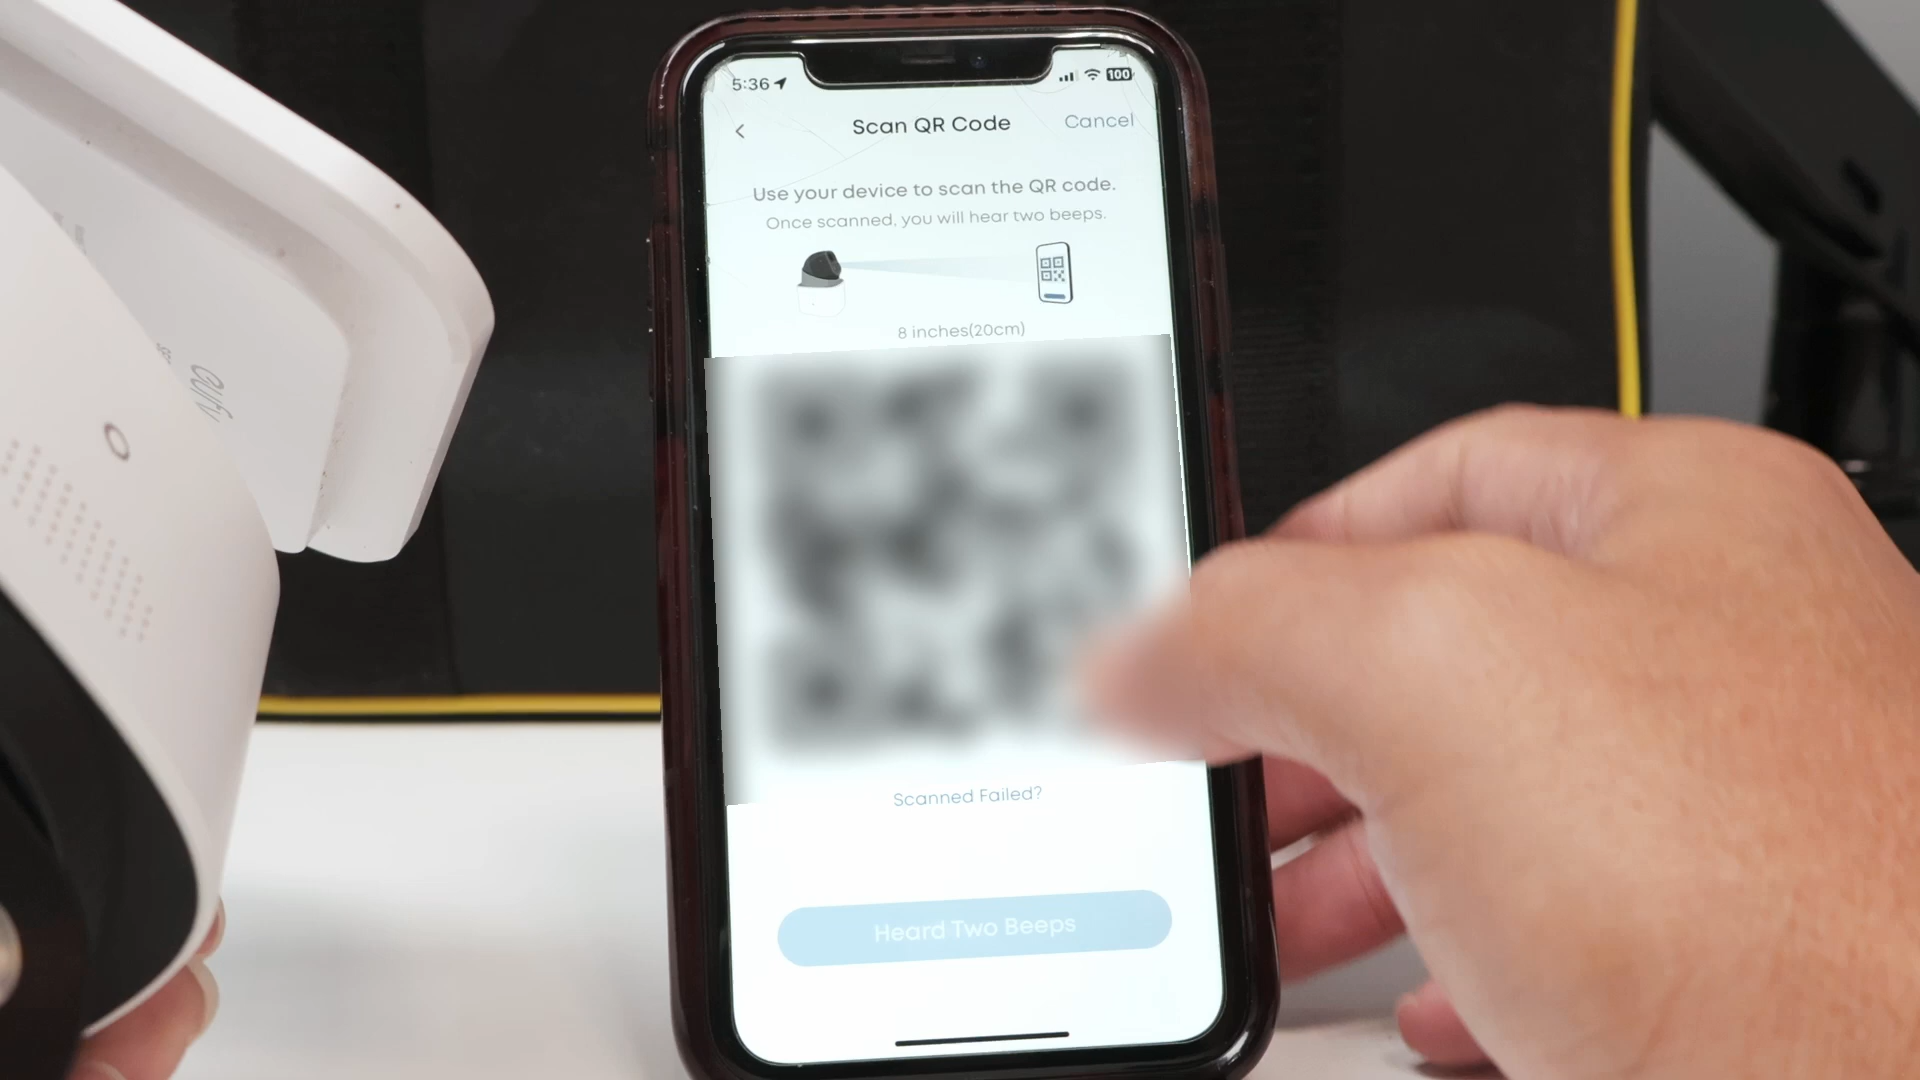 5:36
100
Scan QR Code
Cancel
Use your device to scan the QR code.
Once scanned, you will hear two beeps.
8 inches(20cm)
Scanned Failed?
Heard Two Beeps
eufy